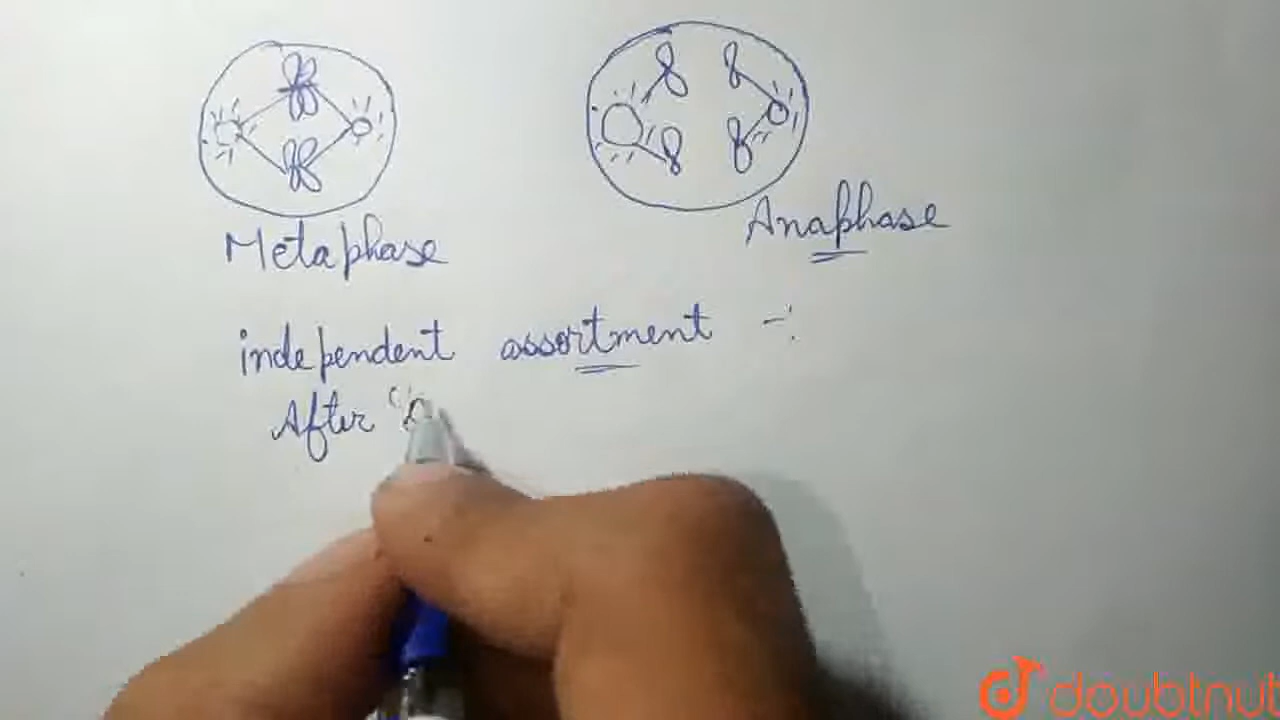 Metaphase
Anaphase
independent assortment -:
After
doubtnut